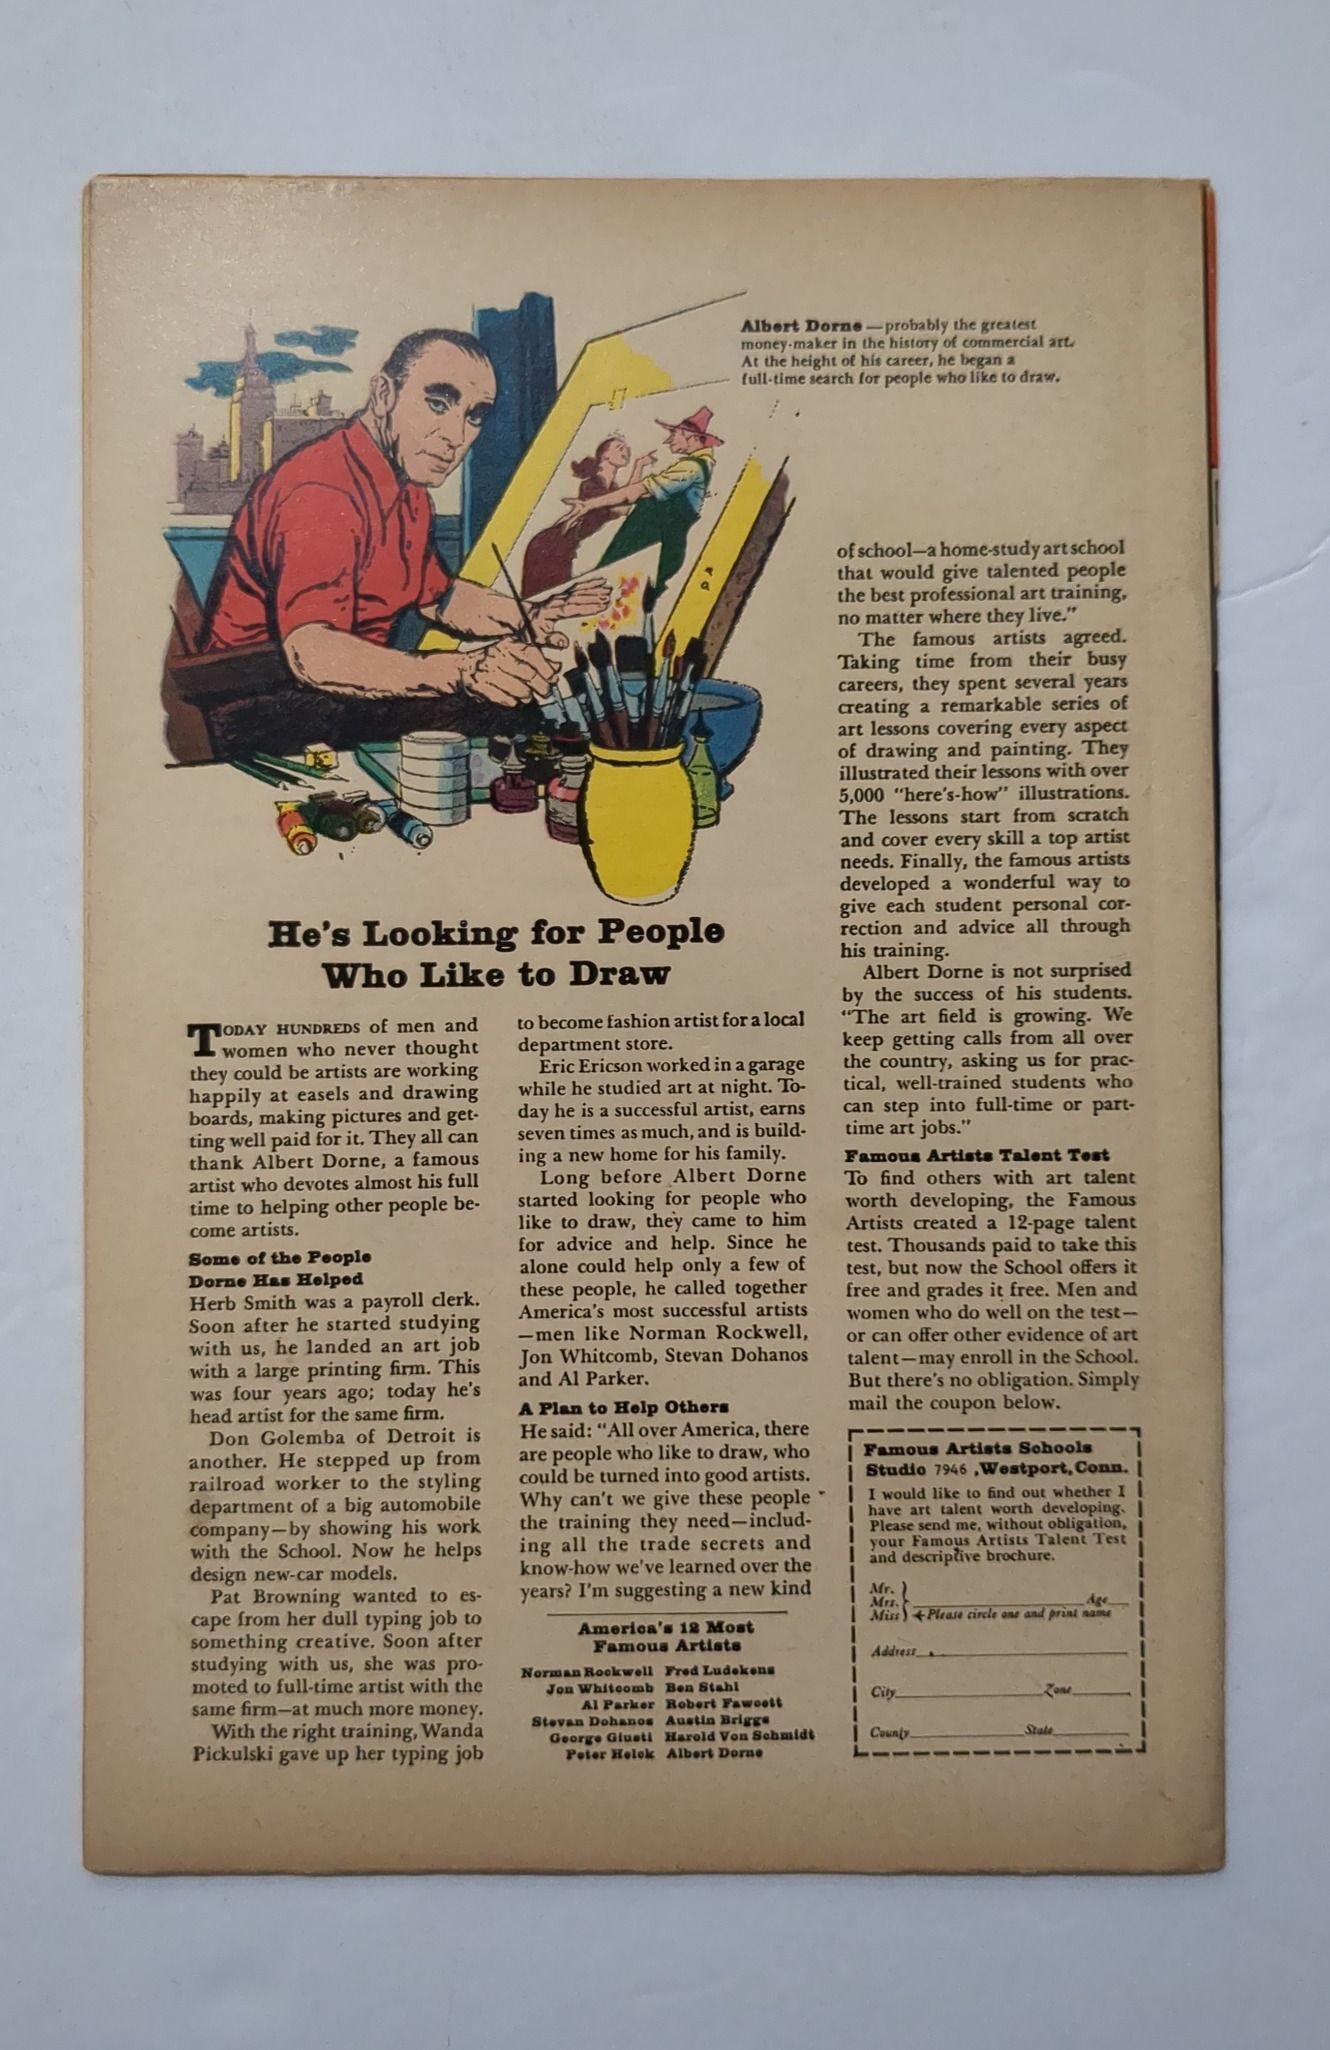 Albert Dorne — probably the greatest
money-maker in the history of commercial art.
At the height of his career, he began a
full-time search for people who like to draw.
He's Looking for People
Who Like to Draw
TODAY HUNDREDS of men and
women who never thought
they could be artists are working
happily at easels and drawing
boards, making pictures and get-
ting well paid for it. They all can
thank Albert Dorne, a famous
artist who devotes almost his full
time to helping other people be-
come artists.
Some of the People
Dorne Has Helped
Herb Smith was a payroll clerk.
Soon after he started studying
with us, he landed an art job
with a large printing firm. This
was four years ago; today he's
head artist for the same firm.
Don Golemba of Detroit is
another. He stepped up from
railroad worker to the styling
department of a big automobile
company—by showing his work
with the School. Now he helps
design new-car models.
Pat Browning wanted to es-
cape from her dull typing job to
something creative. Soon after
studying with us, she was pro-
moted to full-time artist with the
same firm—at much more money.
With the right training, Wanda
Pickulski gave up her typing job
to become fashion artist for a local
department store.
Eric Ericson worked in a garage
while he studied art at night. To-
day he is a successful artist, earns
seven times as much, and is build-
ing a new home for his family.
Long before Albert Dorne
started looking for people who
like to draw, they came to him
for advice and help. Since he
alone could help only a few of
these people, he called together
America's most successful artists
—men like Norman Rockwell,
Jon Whitcomb, Stevan Dohanos
and Al Parker.
A Plan to Help Others
He said: "All over America, there
are people who like to draw, who
could be turned into good artists.
Why can't we give these people
the training they need—includ-
ing all the trade secrets and
know-how we've learned over the
years? I'm suggesting a new kind
America's 12 Most
Famous Artists
Norman Rockwell Fred Ludekens
Jon Whitcomb Ben Stahl
Al Parker Robert Fawcett
Stevan Dohanos Austin Briggs
George Giusti Harold Von Schmidt
Peter Helck Albert Dorne
of school—a home-study art school
that would give talented people
the best professional art training,
no matter where they live."
The famous artists agreed.
Taking time from their busy
careers, they spent several years
creating a remarkable series of
art lessons covering every aspect
of drawing and painting. They
illustrated their lessons with over
5,000 "here's-how" illustrations.
The lessons start from scratch
and cover every skill a top artist
needs. Finally, the famous artists
developed a wonderful way to
give each student personal cor-
rection and advice all through
his training.
Albert Dorne is not surprised
by the success of his students.
"The art field is growing. We
keep getting calls from all over
the country, asking us for prac-
tical, well-trained students who
can step into full-time or part-
time art jobs."
Famous Artists Talent Test
To find others with art talent
worth developing, the Famous
Artists created a 12-page talent
test. Thousands paid to take this
test, but now the School offers it
free and grades it free. Men and
women who do well on the test—
or can offer other evidence of art
talent—may enroll in the School.
But there's no obligation. Simply
mail the coupon below.
Famous Artists Schools
Studio 7946 , Westport, Conn.
I would like to find out whether I
have art talent worth developing.
Please send me, without obligation,
your Famous Artists Talent Test
and descriptive brochure.
Mr.
Mrs. Age
Miss Please circle one and print name
Address
City Zone
County State